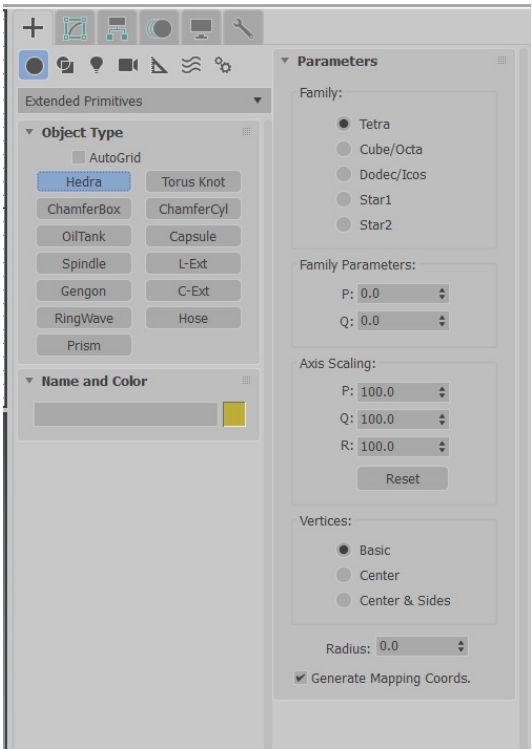 Extended Primitives
Object Type
AutoGrid
Hedra Torus Knot
ChamferBox ChamferCyl
OilTank Capsule
Spindle L-Ext
Gengon C-Ext
RingWave Hose
Prism
Name and Color
Parameters
Family:
Tetra
Cube/Octa
Dodec/Icos
Star1
Star2
Family Parameters:
P: 0.0
Q: 0.0
Axis Scaling:
P: 100.0
Q: 100.0
R: 100.0
Reset
Vertices:
Basic
Center
Center & Sides
Radius: 0.0
Generate Mapping Coords.